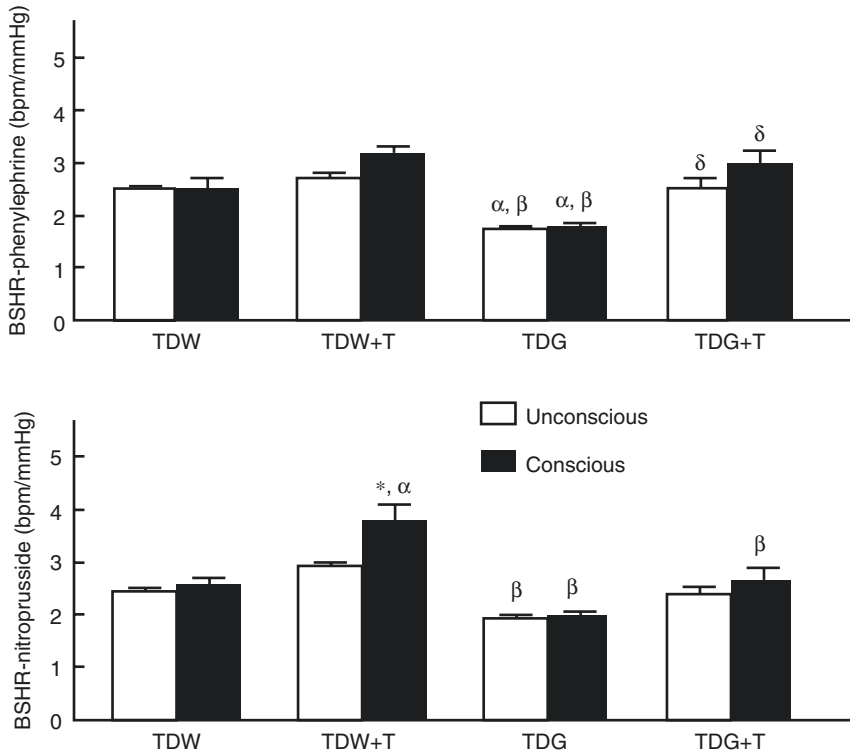 BSHR-phenylephrine (bpm/mmHg)
5
4
3
2
1
0
α, β
α, β
δ
δ
TDW
TDW+T
TDG
TDG+T
BSHR-nitroprusside (bpm/mmHg)
5
4
3
2
1
0
Unconscious
Conscious
*, α
β
β
β
TDW
TDW+T
TDG
TDG+T